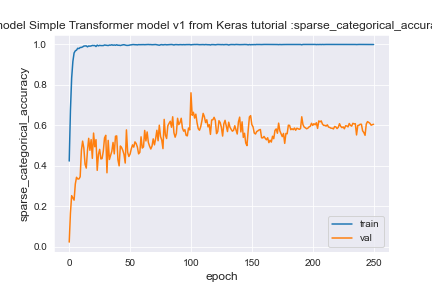 model Simple Transformer model v1 from Keras tutorial :sparse_categorical_accura
1.0
0.8
0.6
0.4
0.2
0.0
sparse_categorical_accuracy
0
50
100
150
200
250
epoch
train
val